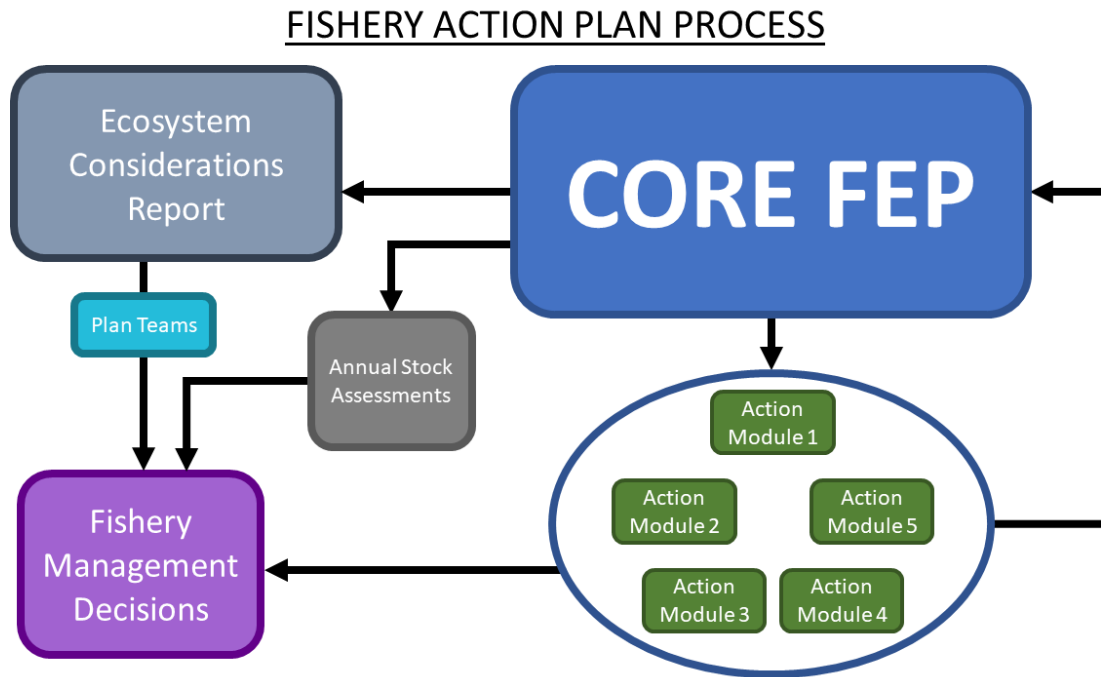 FISHERY ACTION PLAN PROCESS
Ecosystem
Considerations
Report
CORE FEP
Plan Teams
Annual Stock
Assessments
Fishery
Management
Decisions
Action
Module 1
Action
Module 2
Action
Module 5
Action
Module 3
Action
Module 4